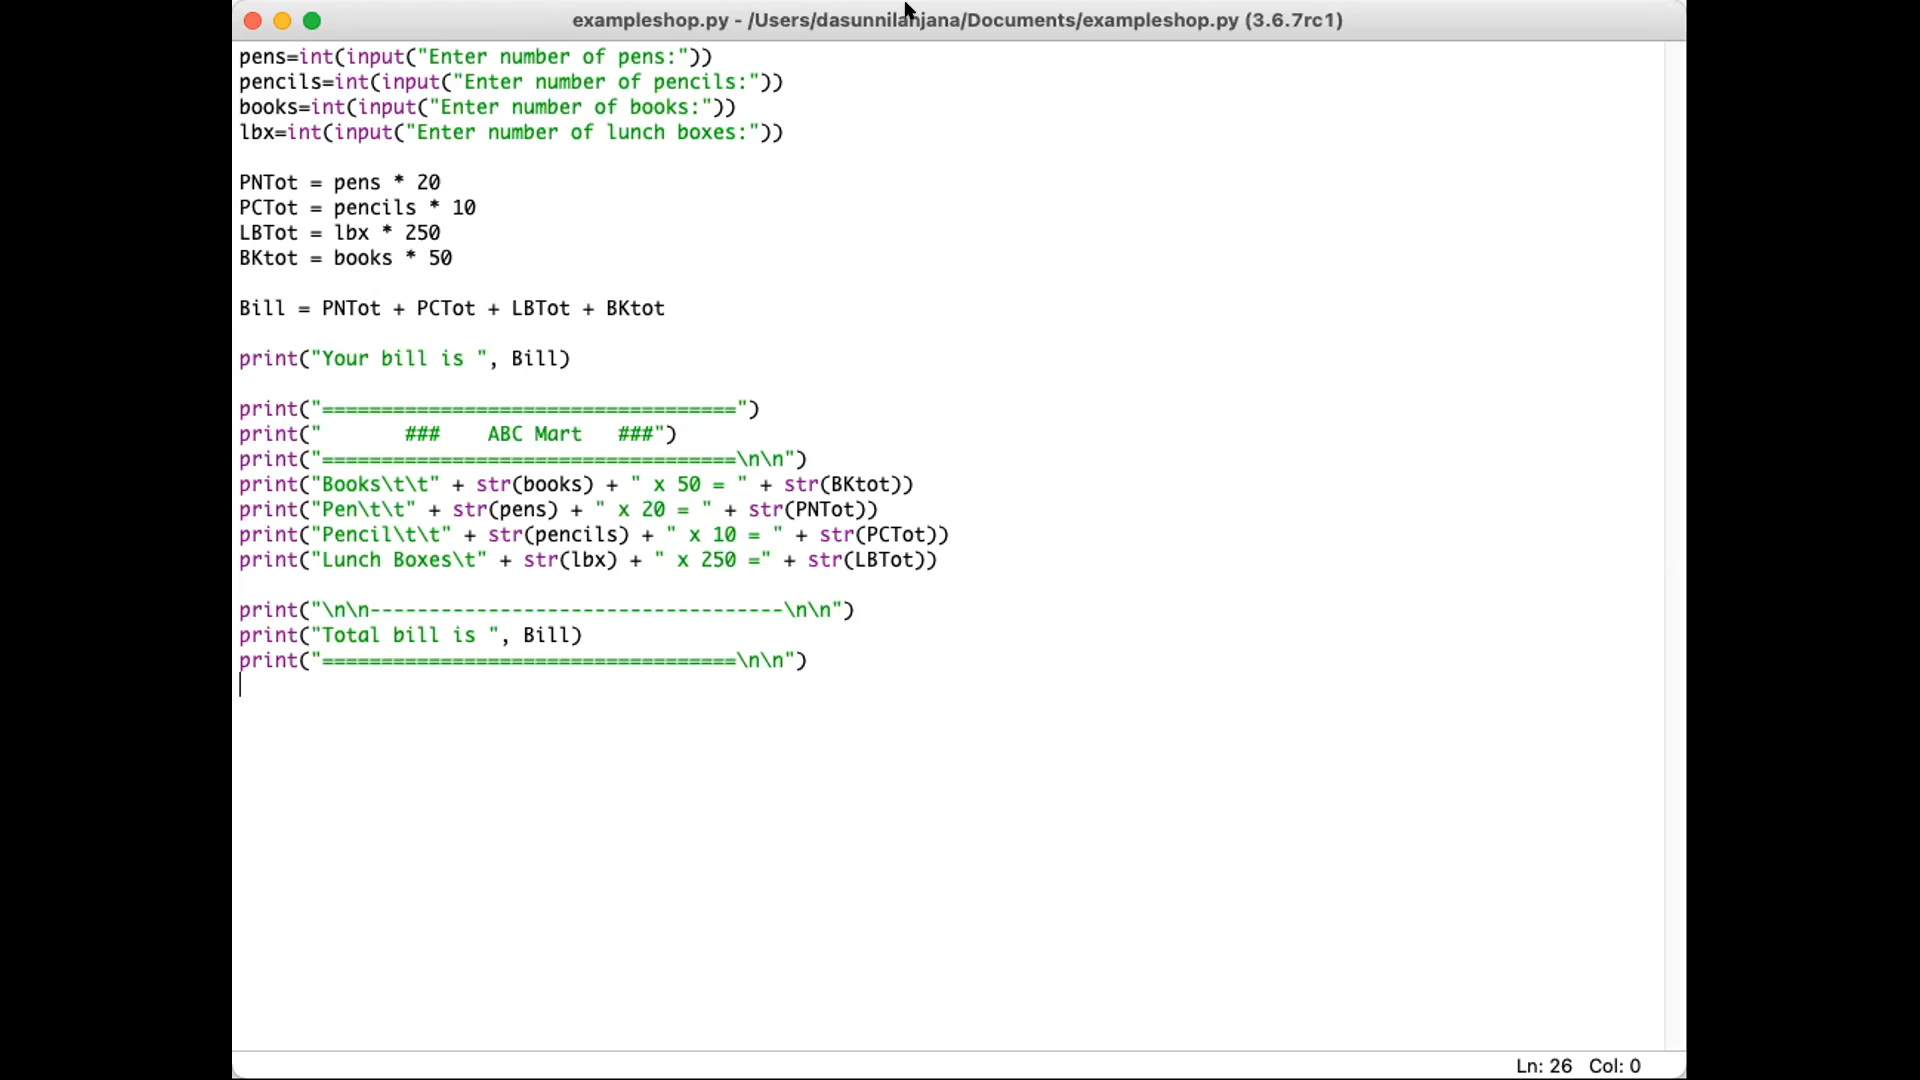 exampleshop.py - /Users/dasunnilanjana/Documents/exampleshop.py (3.6.7rc1)
pens=int(input("Enter number of pens:"))
pencils=int(input("Enter number of pencils:"))
books=int(input("Enter number of books:"))
lbx=int(input("Enter number of lunch boxes:"))
PNTot = pens * 20
PCTot = pencils * 10
LBTot = lbx * 250
BKtot = books * 50
Bill = PNTot + PCTot + LBTot + BKtot
print("Your bill is ", Bill)
print("===================================")
print("       ###    ABC Mart   ###")
print("===================================\n\n")
print("Books\t\t" + str(books) + " x 50 = " + str(BKtot))
print("Pen\t\t" + str(pens) + " x 20 = " + str(PNTot))
print("Pencil\t\t" + str(pencils) + " x 10 = " + str(PCTot))
print("Lunch Boxes\t" + str(lbx) + " x 250 =" + str(LBTot))
print("\n\n-----------------------------------\n\n")
print("Total bill is ", Bill)
print("===================================\n\n")
Ln: 26 Col: 0